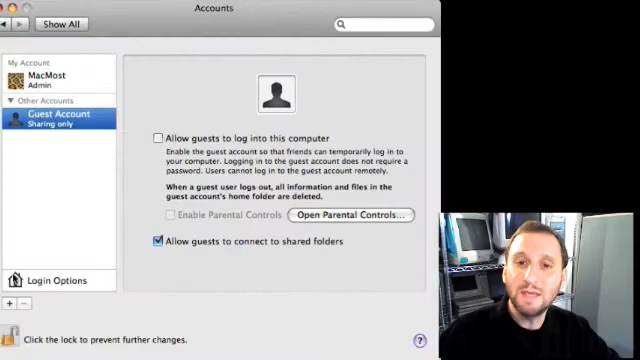 Accounts
Show All
My Account
MacMost
Admin
Other Accounts
Guest Account
Sharing only
Allow guests to log into this computer
Enable the guest account so that friends can temporarily log in to
your computer. Logging in to the guest account does not require a
password. Users cannot log in to the guest account remotely.
When a guest user logs out, all information and files in the
guest account's home folder are deleted.
Enable Parental Controls
Open Parental Controls...
Allow guests to connect to shared folders
Login Options
+ −
Click the lock to prevent further changes.
?